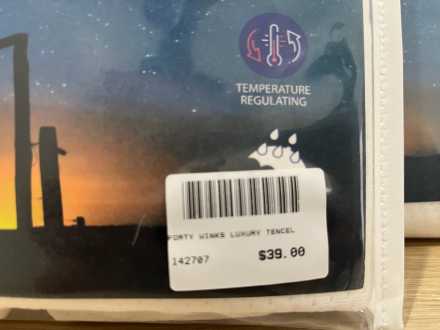 TEMPERATURE
REGULATING
FORTY WINKS LUXURY TENCEL
142707 $39.00